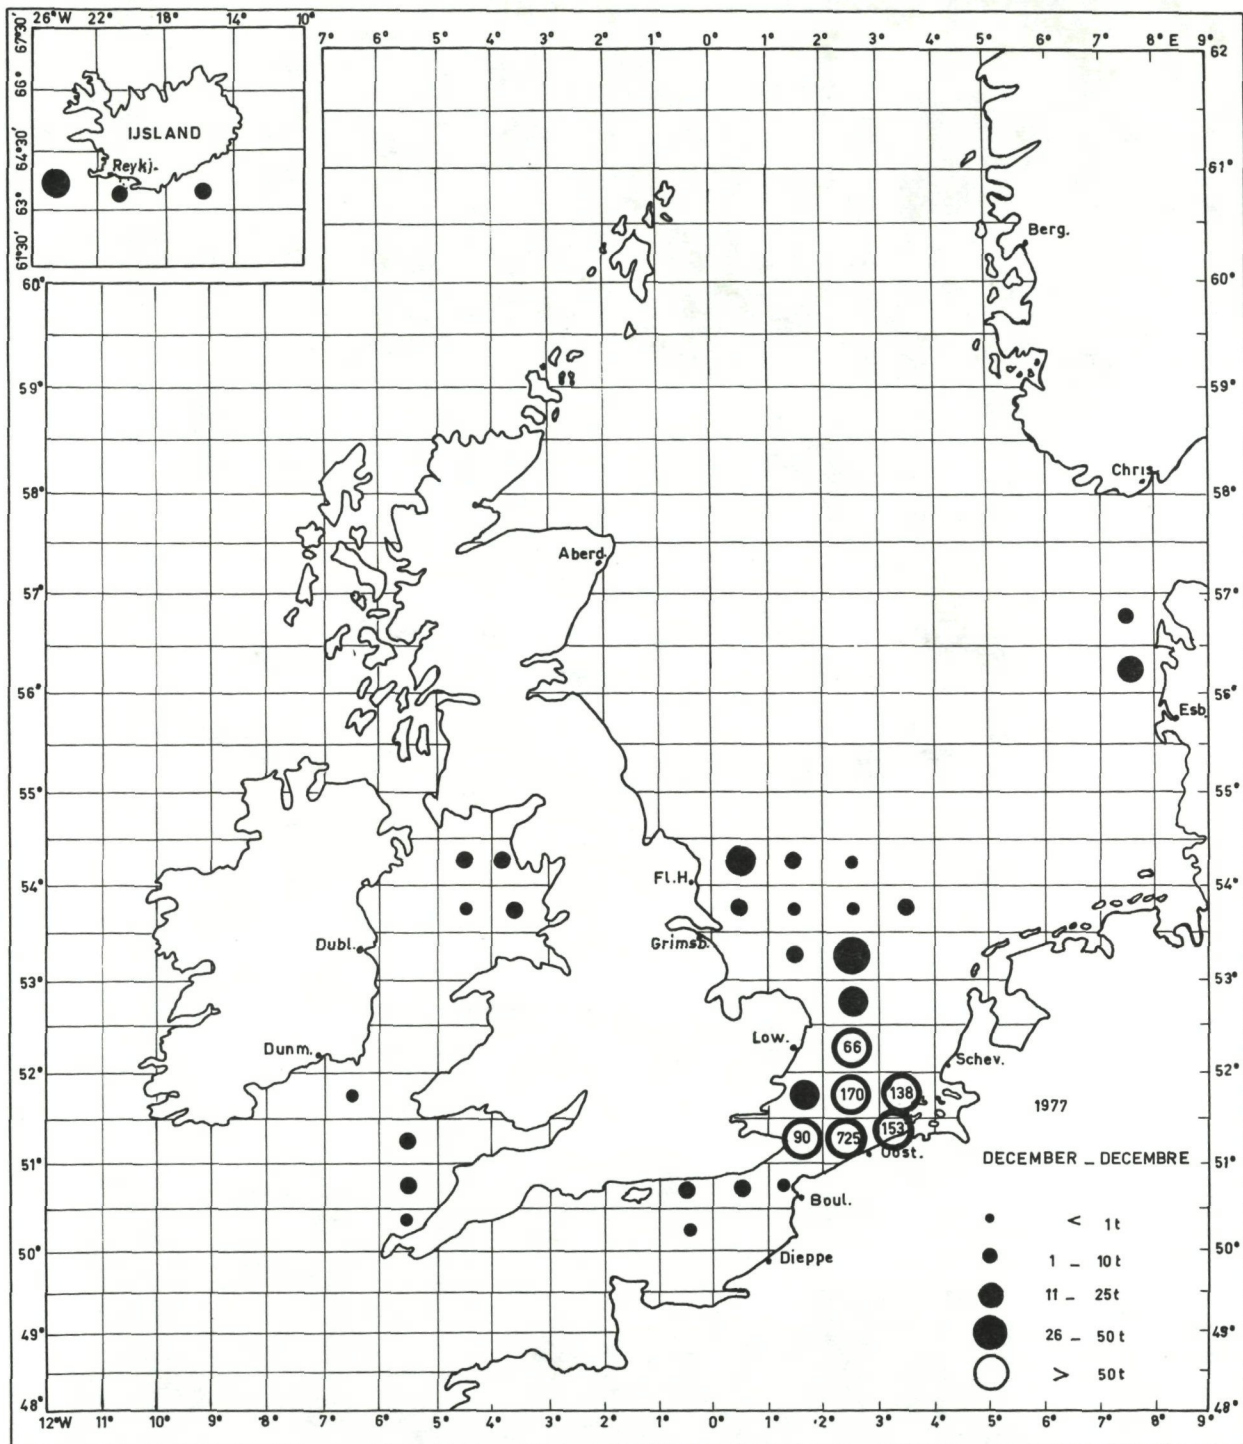 26°W 22° 18° 14° 10°
67°30' 66° 64°30' 63° 61°30'
IJSLAND
Reykj.
7° 6° 5° 4° 3° 2° 1° 0° 1° 2° 3° 4° 5° 6° 7° 8° E 9°
62
61°
60° 60°
59° 59°
58° 58°
57° 57°
56° 56°
55° 55°
54° 54°
53° 53°
52° 52°
51° 51°
50° 50°
49° 49°
48° 48°
Berg.
Chris
Aberd.
Esb.
Fl.H.
Grimsb.
Dubl.
Low.
66
Dunm.
Schev.
170
138
90
725
153
Oost.
Boul.
Dieppe
1977
DECEMBER _ DECEMBRE
< 1t
1 _ 10t
11 _ 25t
26 _ 50t
> 50t
12°W 11° 10° 9° 8° 7° 6° 5° 4° 3° 2° 1° 0° 1° 2° 3° 4° 5° 6° 7° 8° 9°